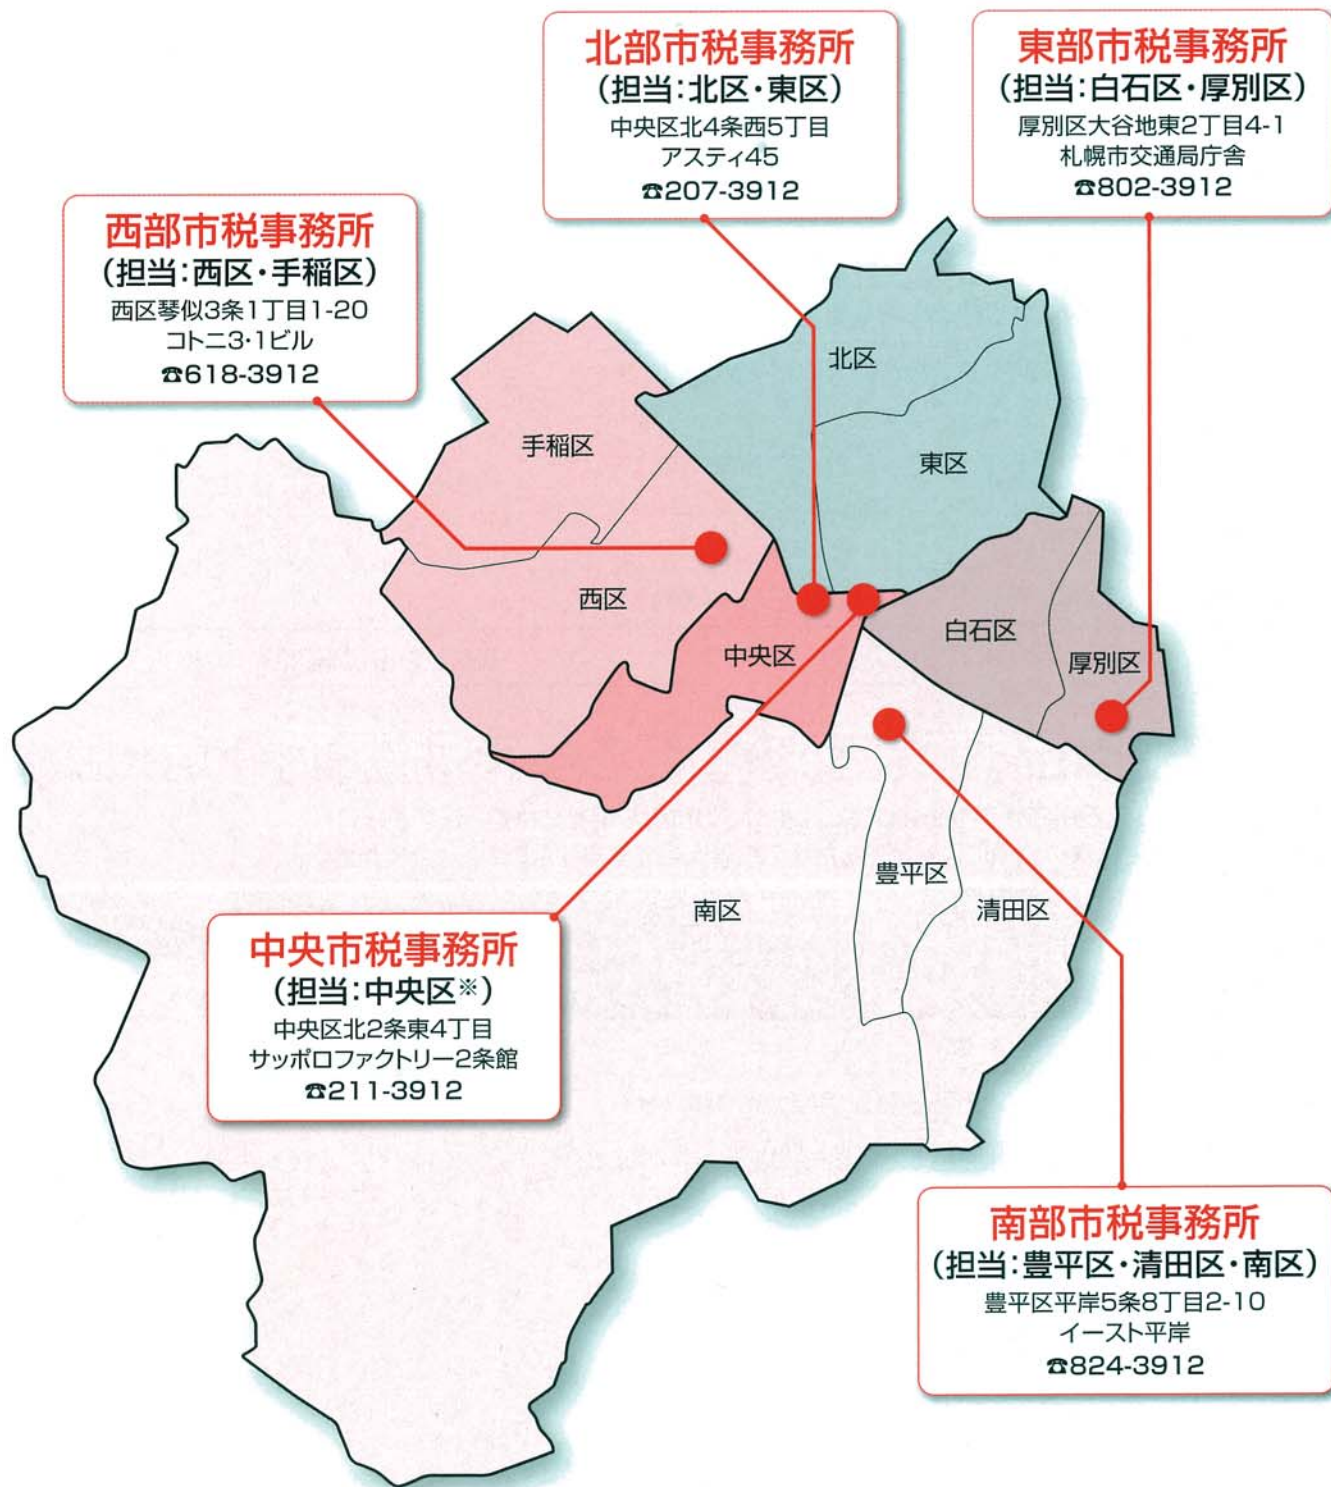 北部市税事務所
(担当:北区・東区)
中央区北4条西5丁目
アスティ45
☎207-3912
東部市税事務所
(担当:白石区・厚別区)
厚別区大谷地東2丁目4-1
札幌市交通局庁舎
☎802-3912
西部市税事務所
(担当:西区・手稲区)
西区琴似3条1丁目1-20
コトニ3・1ビル
☎618-3912
北区
手稲区
東区
西区
白石区
中央区
厚別区
豊平区
南区
清田区
中央市税事務所
(担当:中央区※)
中央区北2条東4丁目
サッポロファクトリー2条館
☎211-3912
南部市税事務所
(担当:豊平区・清田区・南区)
豊平区平岸5条8丁目2-10
イースト平岸
☎824-3912